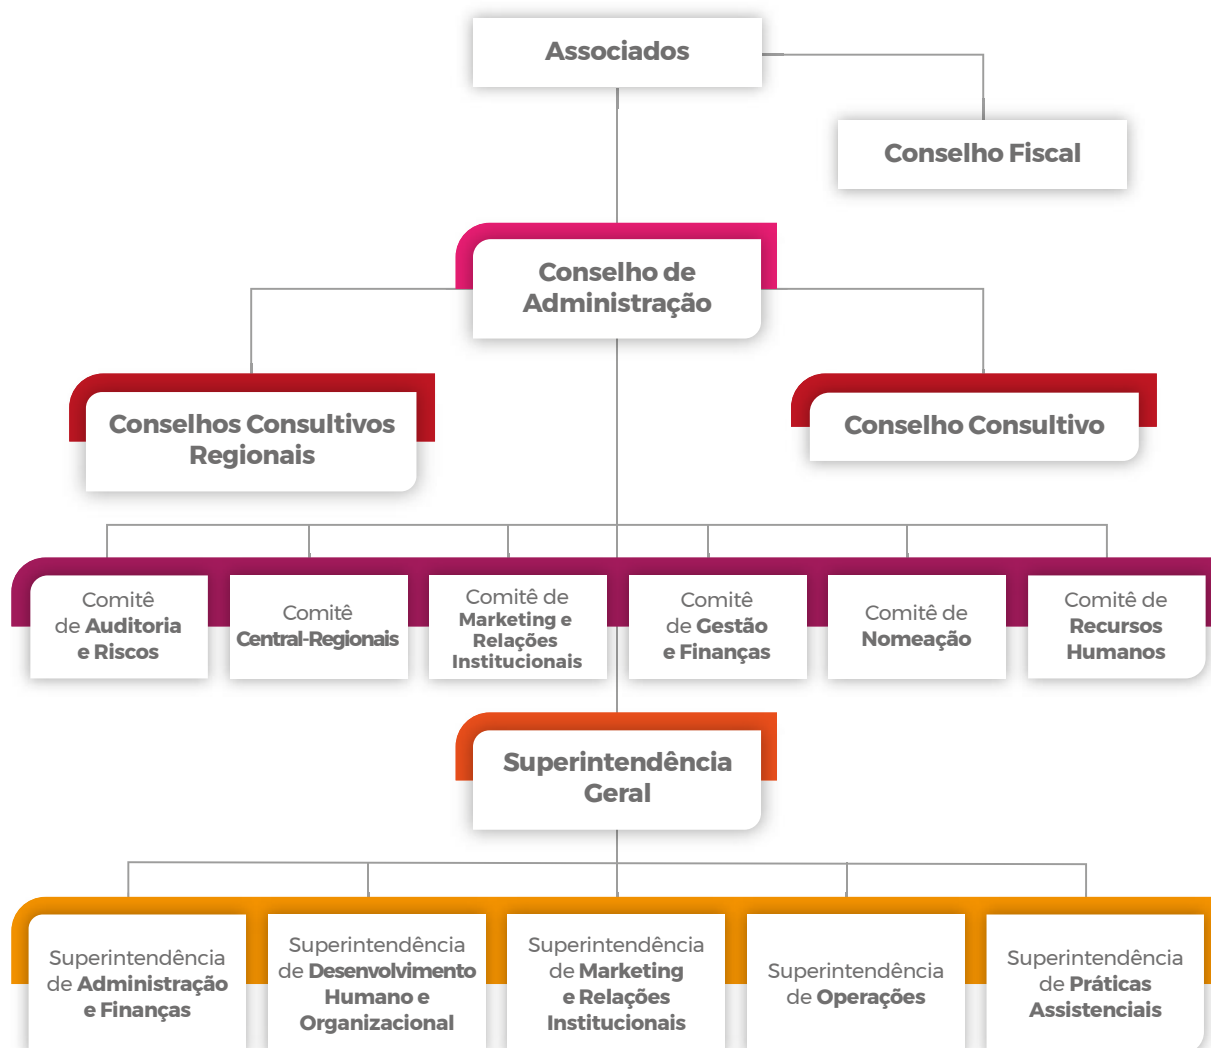 Associados
Conselho Fiscal
Conselho de
Administração
Conselhos Consultivos
Regionais
Conselho Consultivo
Comitê
de Auditoria
e Riscos
Comitê
Central-Regionais
Comitê de
Marketing e
Relações
Institucionais
Comitê
de Gestão
e Finanças
Comitê de
Nomeação
Comitê de
Recursos
Humanos
Superintendência
Geral
Superintendência
de Administração
e Finanças
Superintendência
de Desenvolvimento
Humano e
Organizacional
Superintendência
de Marketing
e Relações
Institucionais
Superintendência
de Operações
Superintendência
de Práticas
Assistenciais